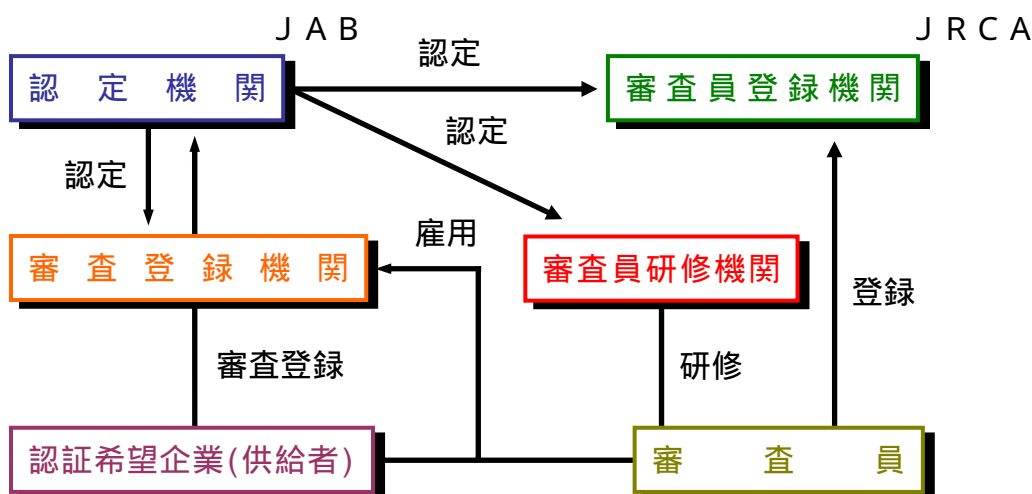 ＪＡＢ
ＪＲＣＡ
認定機関
認定
審査員登録機関
認定
認定
審査登録機関
雇用
審査員研修機関
登録
審査登録
研修
認証希望企業(供給者)
審査員